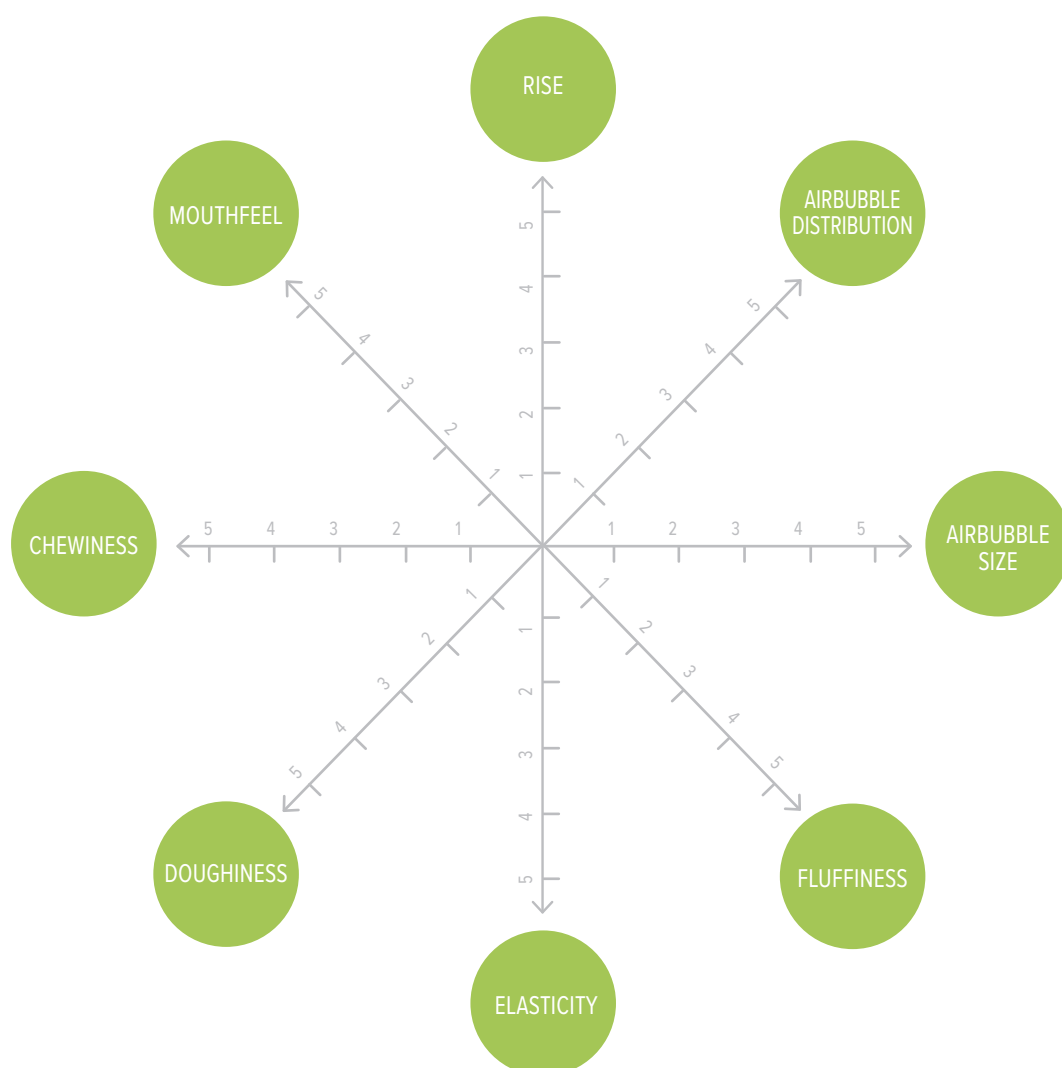 RISE
MOUTHFEEL
AIRBUBBLE
DISTRIBUTION
5
4
3
2
1
5
4
3
2
1
1
2
3
4
5
CHEWINESS
5 4 3 2 1
1 2 3 4 5
AIRBUBBLE
SIZE
1
2
3
4
5
1
2
3
4
5
1
2
3
4
5
DOUGHINESS
FLUFFINESS
ELASTICITY